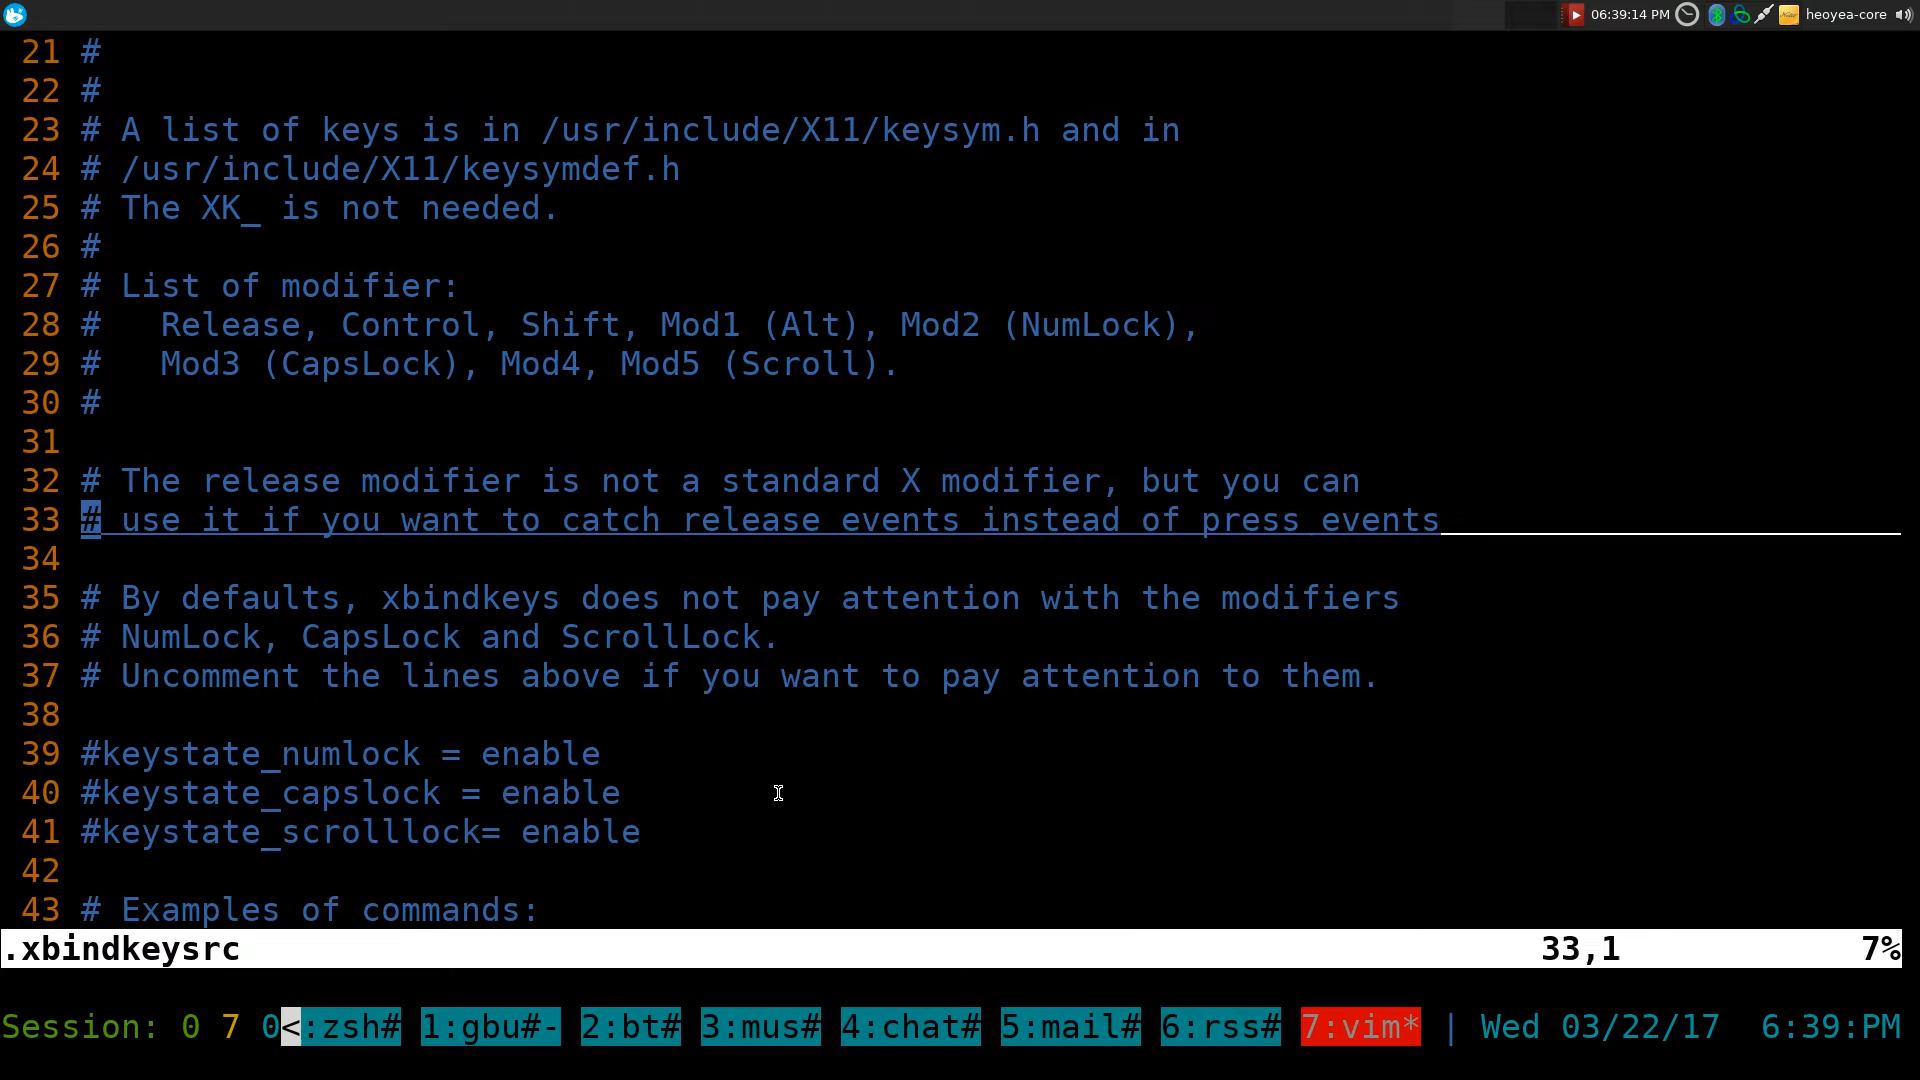 06:39:14 PM heoyea-core
21 #
22 #
23 # A list of keys is in /usr/include/X11/keysym.h and in
24 # /usr/include/X11/keysymdef.h
25 # The XK_ is not needed.
26 #
27 # List of modifier:
28 #   Release, Control, Shift, Mod1 (Alt), Mod2 (NumLock),
29 #   Mod3 (CapsLock), Mod4, Mod5 (Scroll).
30 #
31
32 # The release modifier is not a standard X modifier, but you can
33 # use it if you want to catch release events instead of press events
34
35 # By defaults, xbindkeys does not pay attention with the modifiers
36 # NumLock, CapsLock and ScrollLock.
37 # Uncomment the lines above if you want to pay attention to them.
38
39 #keystate_numlock = enable
40 #keystate_capslock = enable
41 #keystate_scrolllock= enable
42
43 # Examples of commands:
.xbindkeysrc 33,1 7%
Session: 0 7 0<:zsh# 1:gbu#- 2:bt# 3:mus# 4:chat# 5:mail# 6:rss# 7:vim* | Wed 03/22/17 6:39:PM